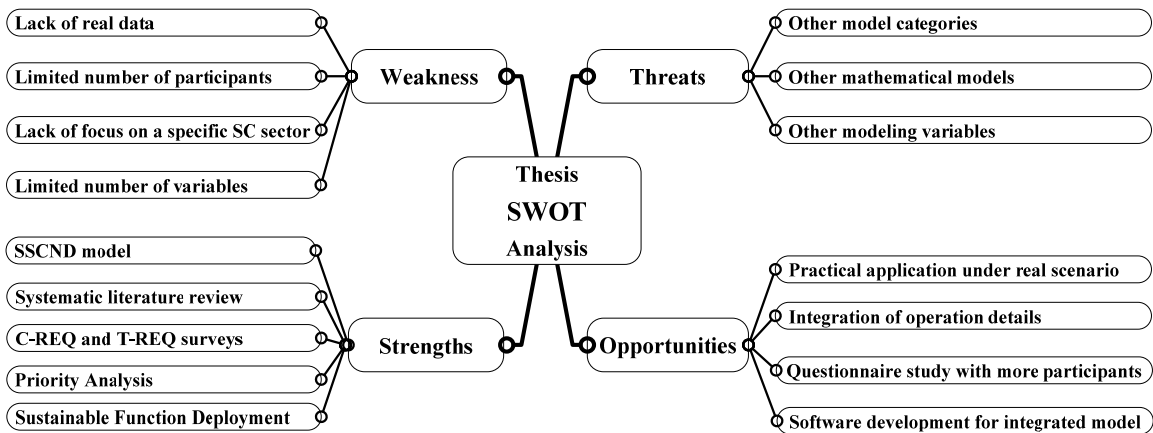 Thesis
SWOT
Analysis
Weakness
Lack of real data
Limited number of participants
Lack of focus on a specific SC sector
Limited number of variables
Threats
Other model categories
Other mathematical models
Other modeling variables
Strengths
SSCND model
Systematic literature review
C-REQ and T-REQ surveys
Priority Analysis
Sustainable Function Deployment
Opportunities
Practical application under real scenario
Integration of operation details
Questionnaire study with more participants
Software development for integrated model